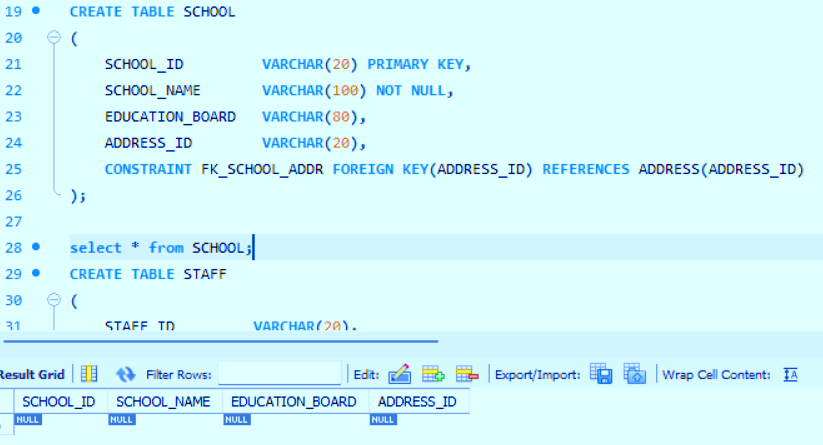 19 CREATE TABLE SCHOOL
20 (
21 SCHOOL_ID VARCHAR(20) PRIMARY KEY,
22 SCHOOL_NAME VARCHAR(100) NOT NULL,
23 EDUCATION_BOARD VARCHAR(80),
24 ADDRESS_ID VARCHAR(20),
25 CONSTRAINT FK_SCHOOL_ADDR FOREIGN KEY(ADDRESS_ID) REFERENCES ADDRESS(ADDRESS_ID)
26 );
27
28 select * from SCHOOL;
29 CREATE TABLE STAFF
30 (
31 STAFF_ID VARCHAR(20),
Result Grid Filter Rows: Edit: Export/Import: Wrap Cell Content:
SCHOOL_ID SCHOOL_NAME EDUCATION_BOARD ADDRESS_ID
NULL NULL NULL NULL